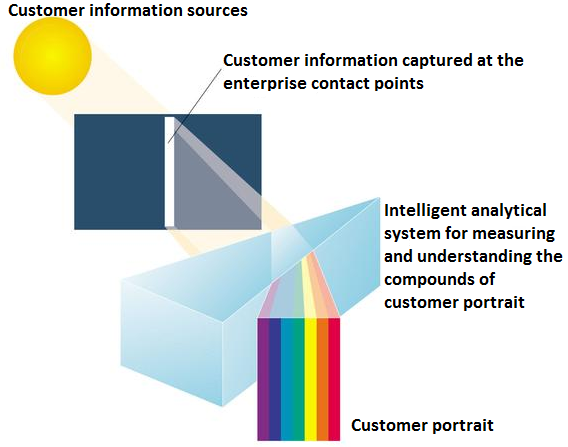 Customer information sources
Customer information captured at the
enterprise contact points
Intelligent analytical
system for measuring
and understanding the
compounds of
customer portrait
Customer portrait